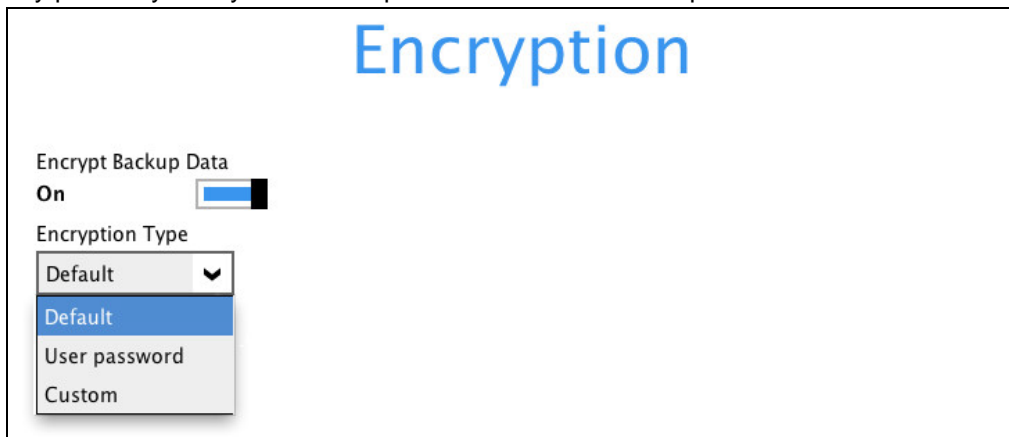 Encryption
Encrypt Backup Data
On
Encryption Type
Default
Default
User password
Custom